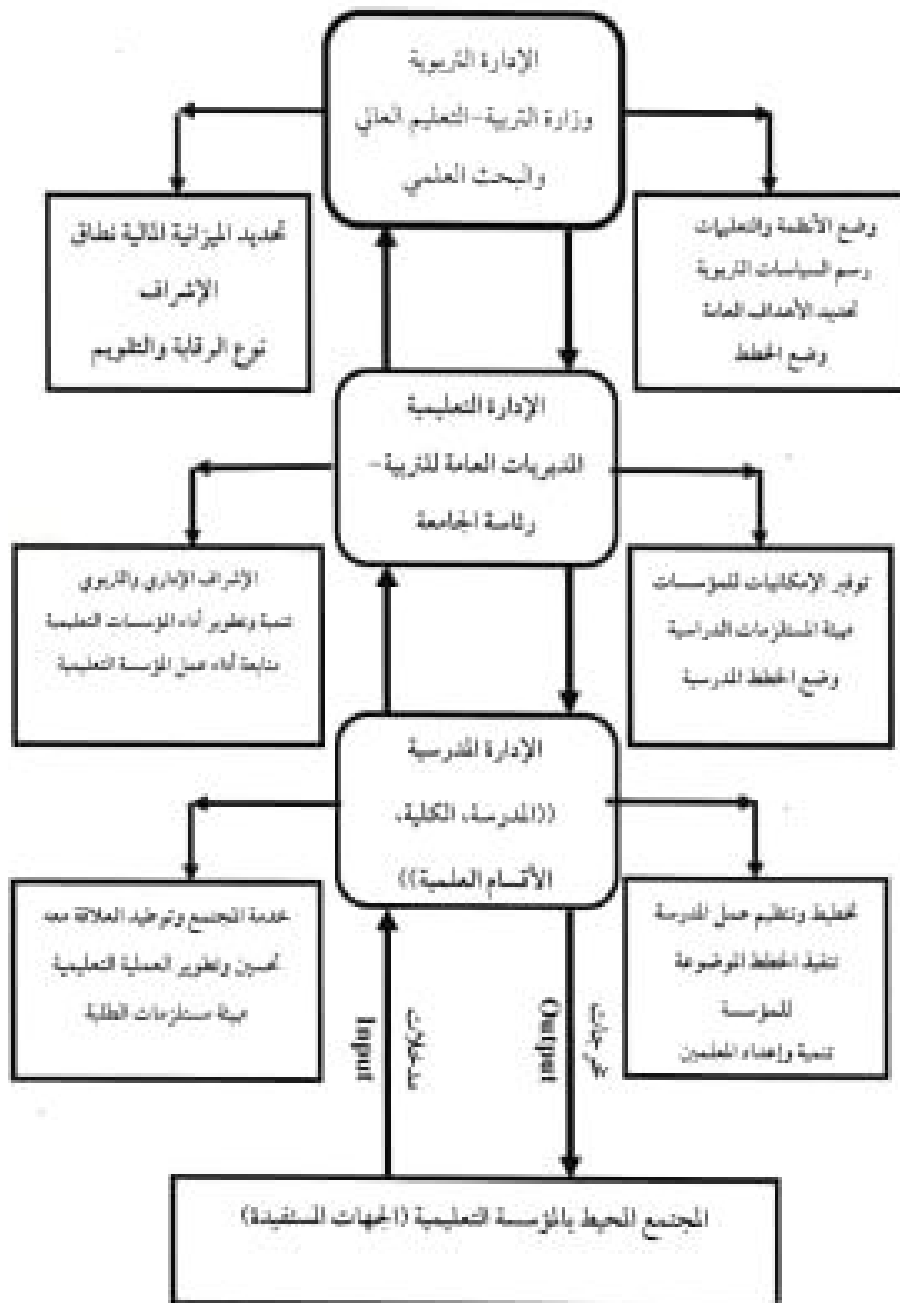 الإدارة التربوية
وزارة التربية-التعليم العالي
والبحث العلمي
وضع الأنظمة والتعليمات
رسم السياسات التربوية
تحديد الأهداف العامة
وضع الخطط
تحديد الميزانية المالية نطاق
الإشراف
نوع الرقابة والتقويم
الإدارة التعليمية
المديريات العامة للتربية-
رئاسة الجامعة
توفير الإمكانيات للمؤسسات
تهيئة المستلزمات الدراسية
وضع الخطط المدرسية
الإشراف الإداري والتربوي
تنمية وتطوير أداء المؤسسات التعليمية
متابعة أداء عمل المؤسسة التعليمية
الإدارة المدرسية
((المدرسة، الكلية،
الأقسام العلمية))
تخطيط وتنظيم عمل المدرسة
تنفيذ الخطط الموضوعة
للمؤسسة
تنمية وإعداد المعلمين
خدمة المجتمع وتوطيد العلاقة معه
تحسين وتطوير العملية التعليمية
تهيئة مستلزمات الطلبة
مخرجات
Output
مدخلات
Input
المجتمع المحيط بالمؤسسة التعليمية (الجهات المستفيدة)